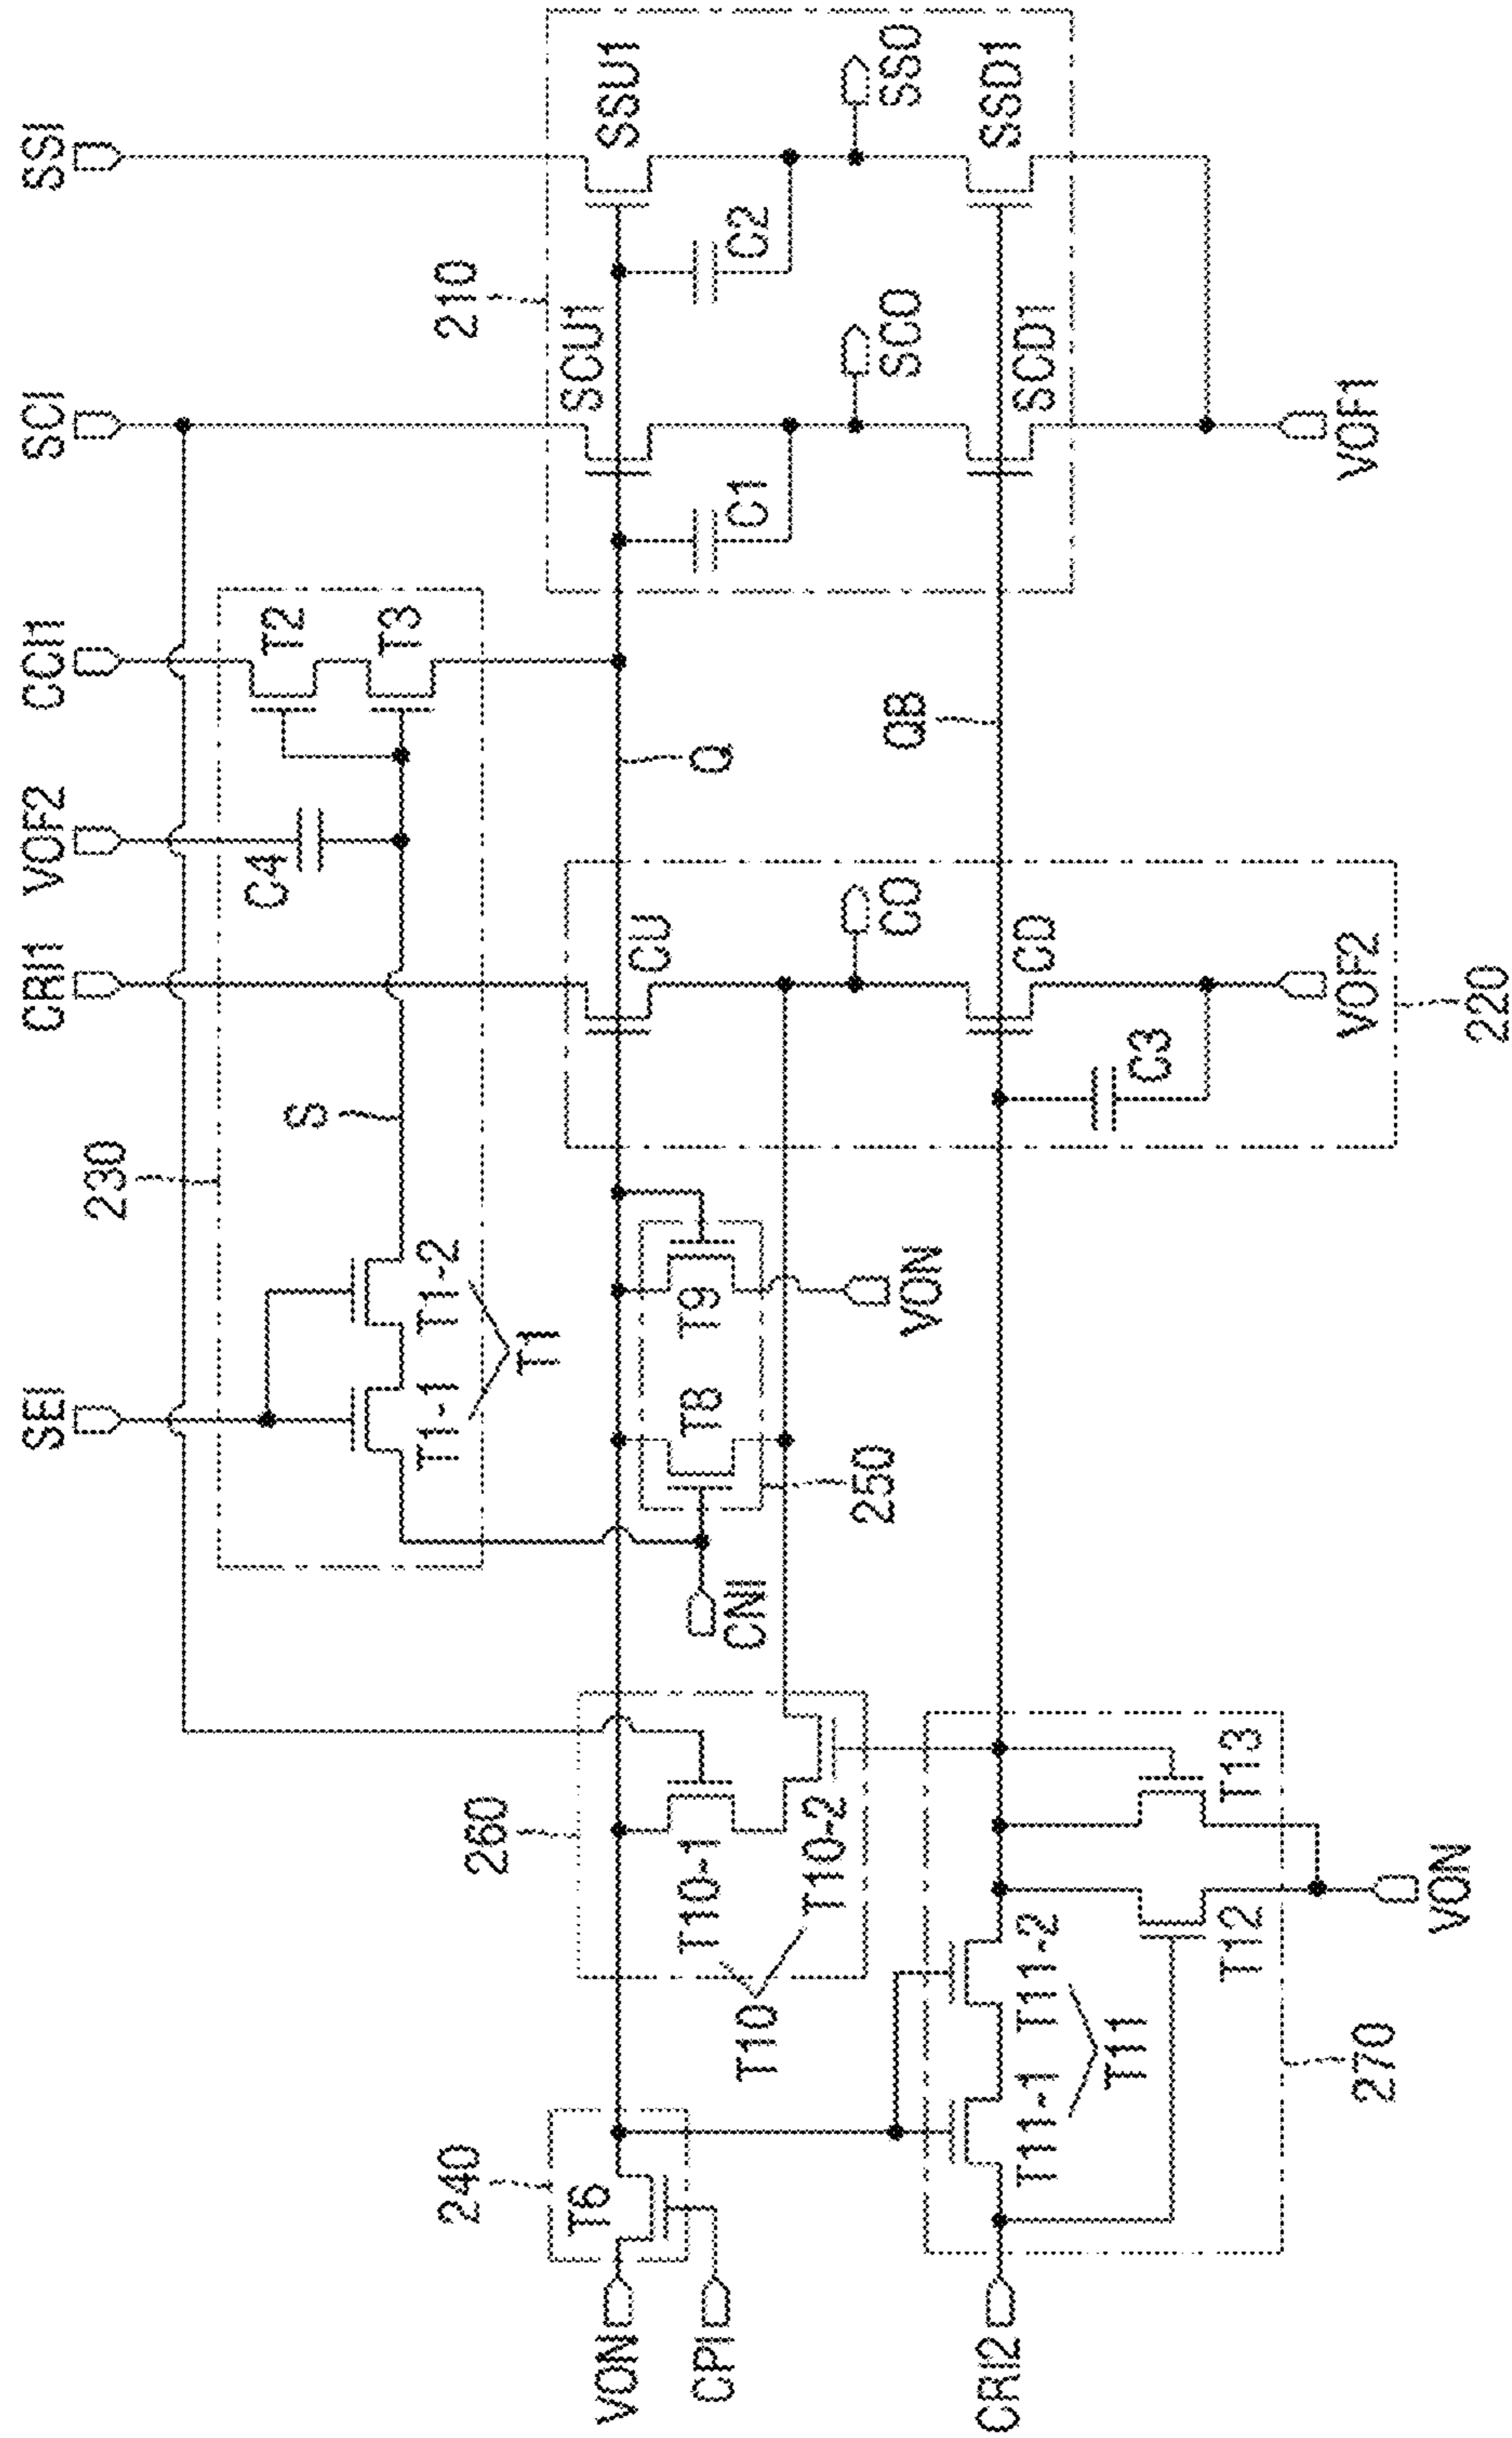 SEI
CRI1
VOF2
CCI1
SCI
SSI
230
T1-1
T1-2
T1
S
C4
T2
T3
210
240
VON
T6
CPI
260
T10-1
T10-2
T10
CNI
T8
T9
250
VON
CU
Q
C1
SCU1
C2
SSU1
CO
SCO
SSO
CRI2
T11-1
T11-2
T11
T12
T13
VON
270
CD
C3
VOF2
220
QB
SCD1
SSD1
VOF1